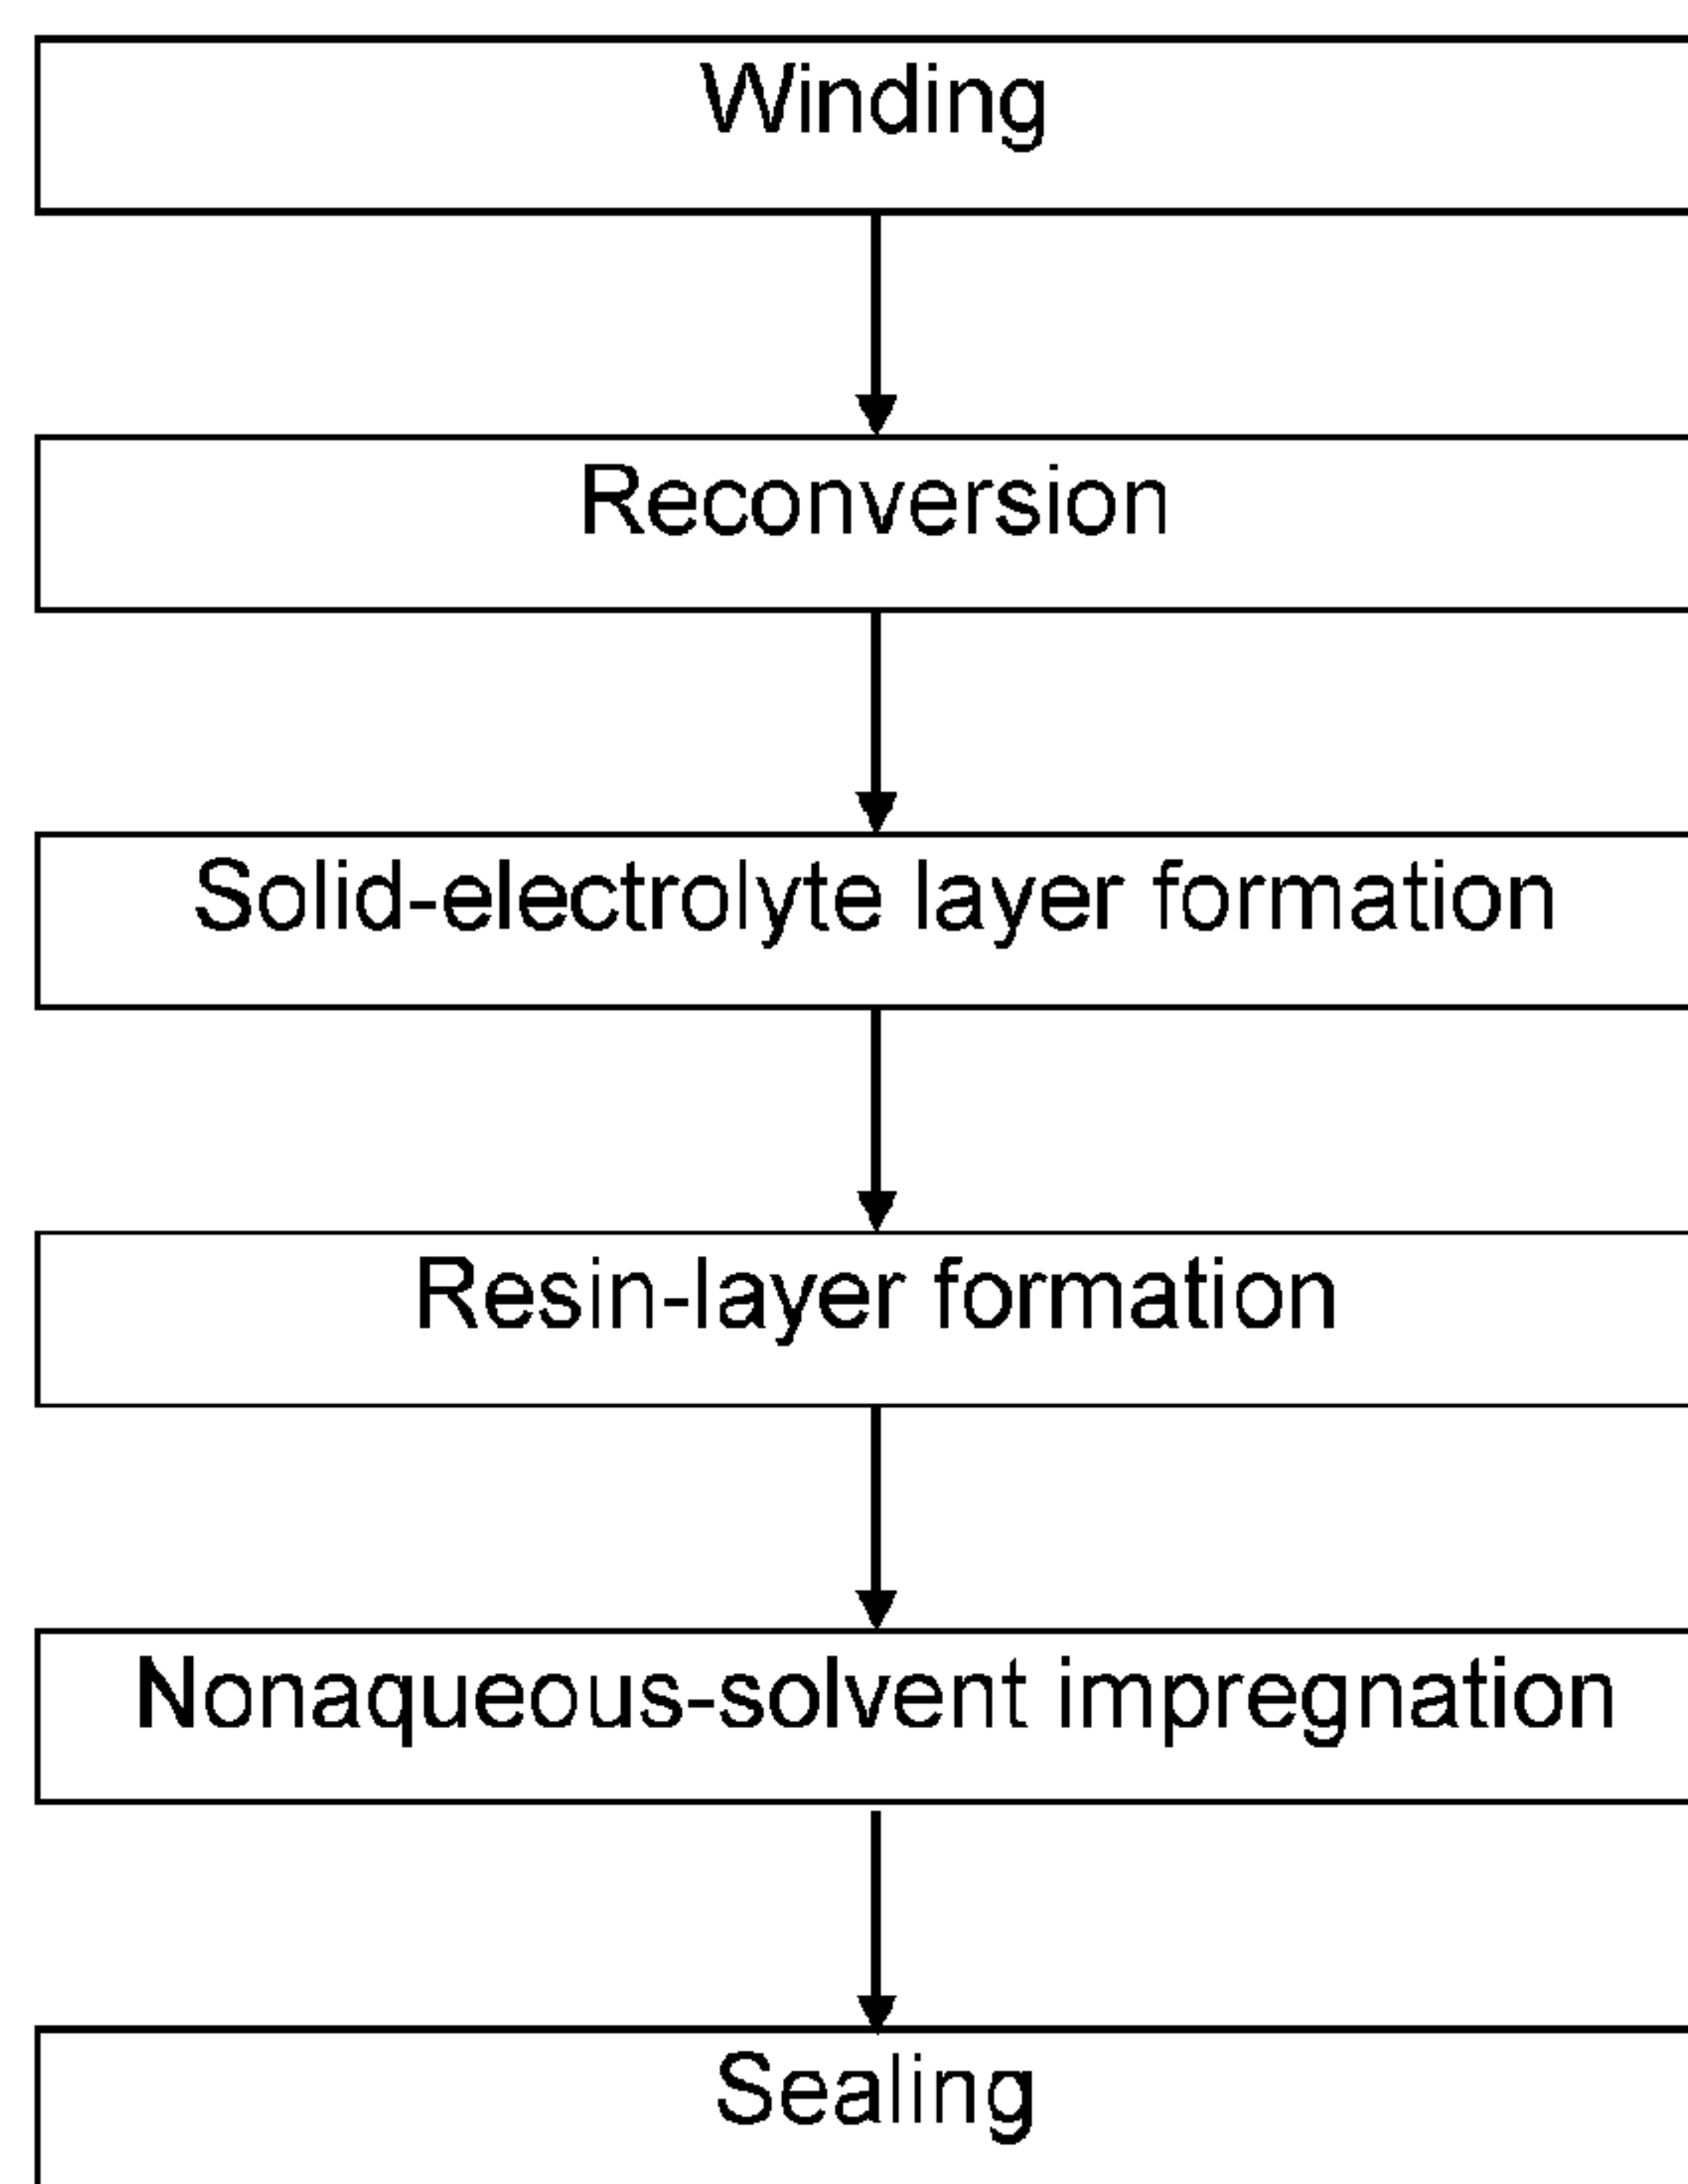 Winding
Reconversion
Solid-electrolyte layer formation
Resin-layer formation
Nonaqueous-solvent impregnation
Sealing